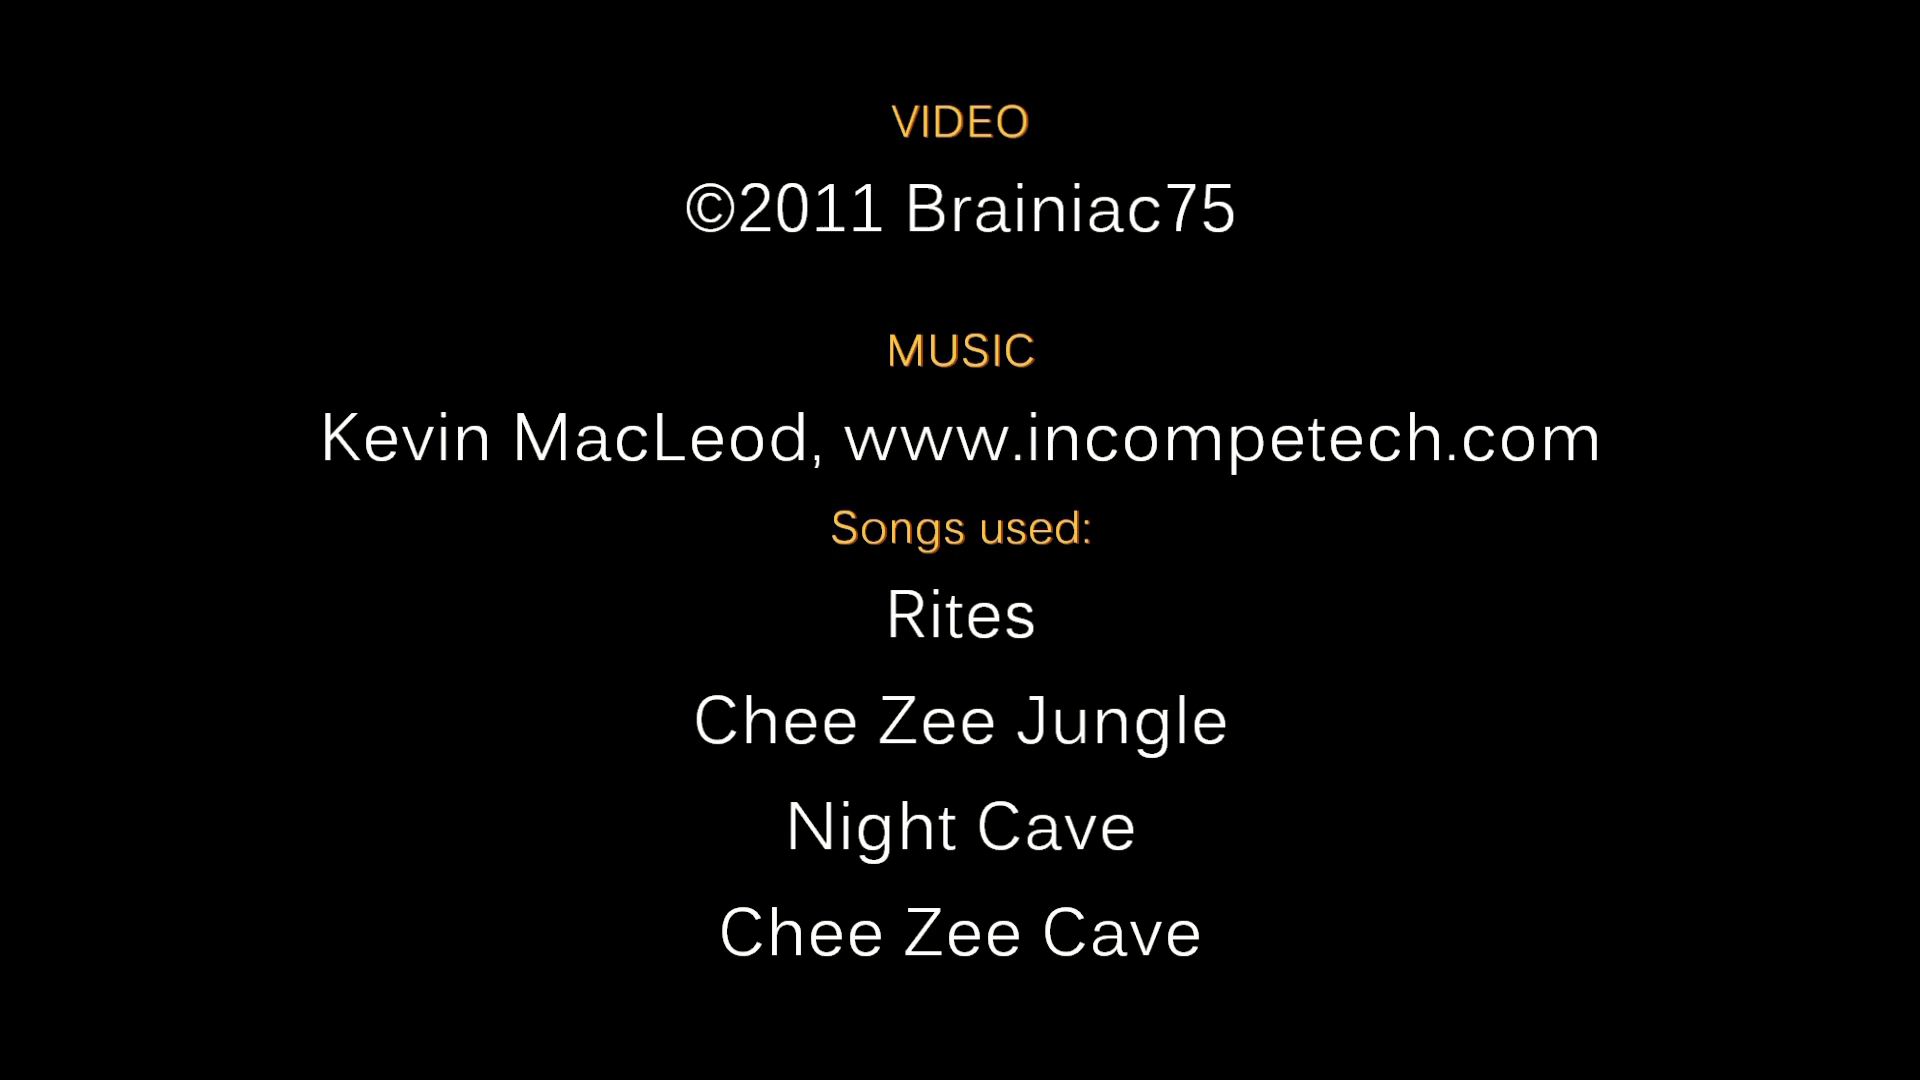 VIDEO
©2011 Brainiac75
MUSIC
Kevin MacLeod, www.incompetech.com
Songs used:
Rites
Chee Zee Jungle
Night Cave
Chee Zee Cave